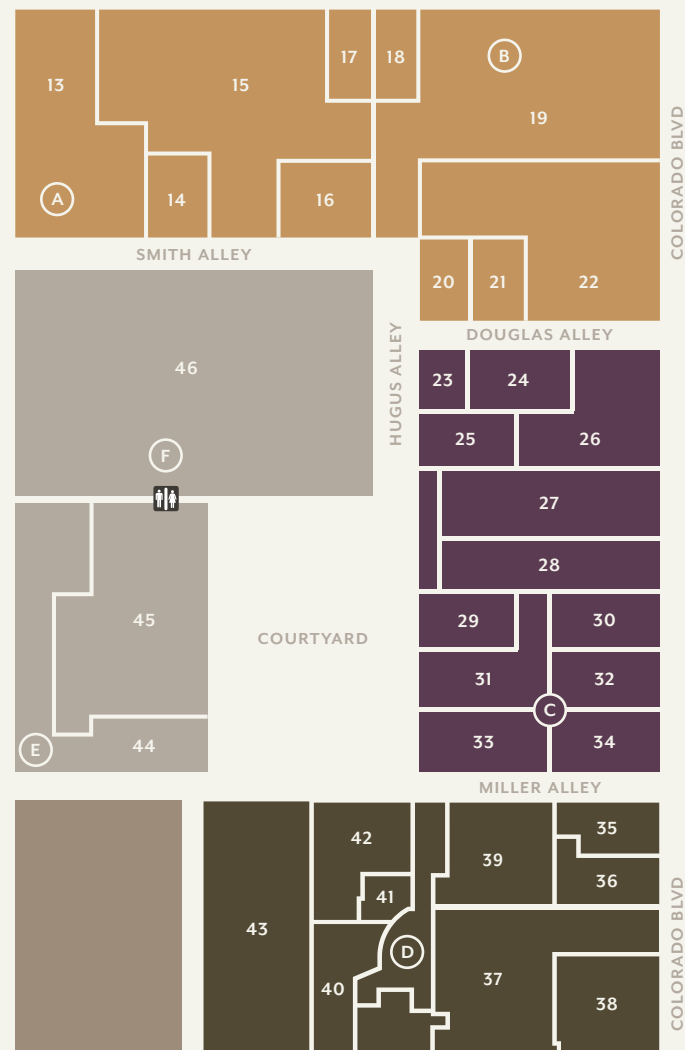 17
18
B
13
15
19
COLORADO BLVD
A
14
16
SMITH ALLEY
20
21
22
DOUGLAS ALLEY
HUGUS ALLEY
46
F
23
24
25
26
27
28
45
COURTYARD
29
30
31
32
C
E
44
33
34
MILLER ALLEY
42
35
39
41
36
43
D
40
37
38
COLORADO BLVD